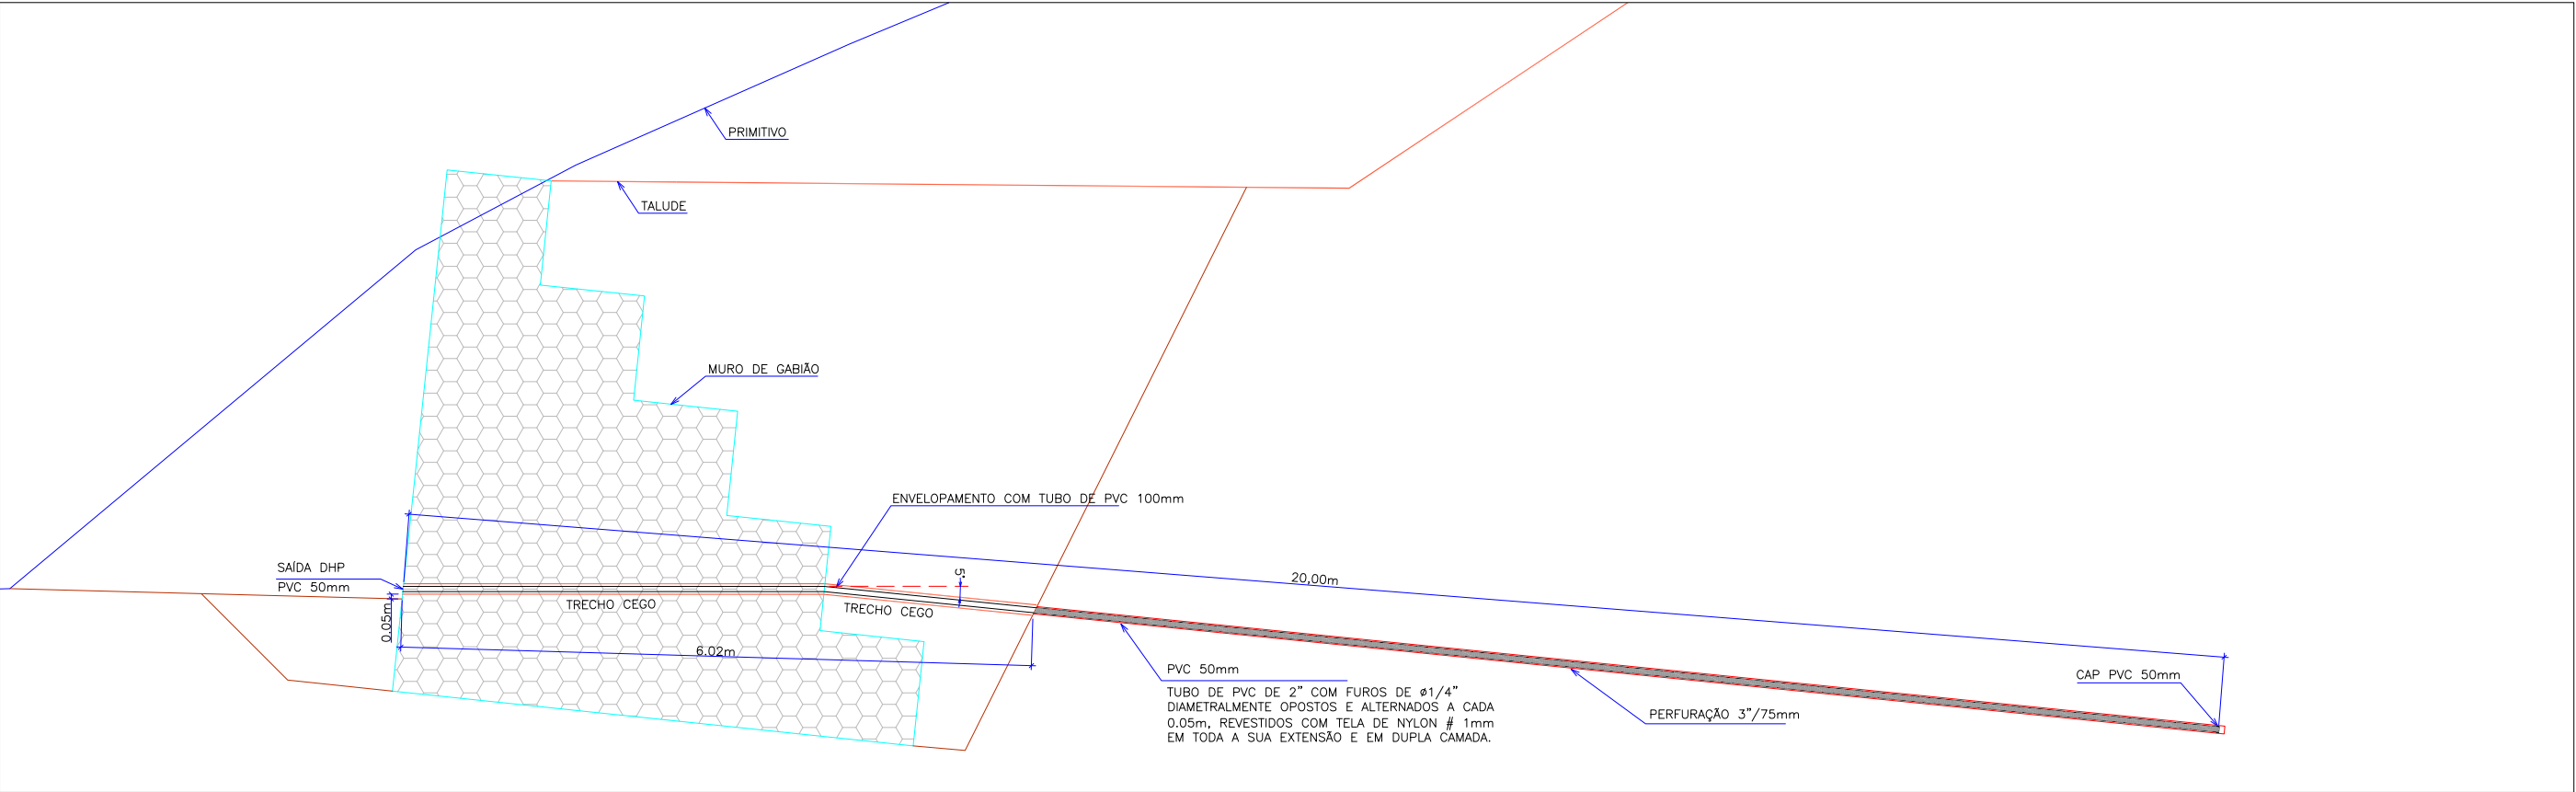 PRIMITIVO
TALUDE
MURO DE GABIÃO
ENVELOPAMENTO COM TUBO DE PVC 100mm
SAÍDA DHP
PVC 50mm
5°
20,00m
TRECHO CEGO
TRECHO CEGO
0.05m
6.02m
PVC 50mm
TUBO DE PVC DE 2” COM FUROS DE ø1/4”
DIAMETRALMENTE OPOSTOS E ALTERNADOS A CADA
0.05m, REVESTIDOS COM TELA DE NYLON # 1mm
EM TODA A SUA EXTENSÃO E EM DUPLA CAMADA.
CAP PVC 50mm
PERFURAÇÃO 3”/75mm